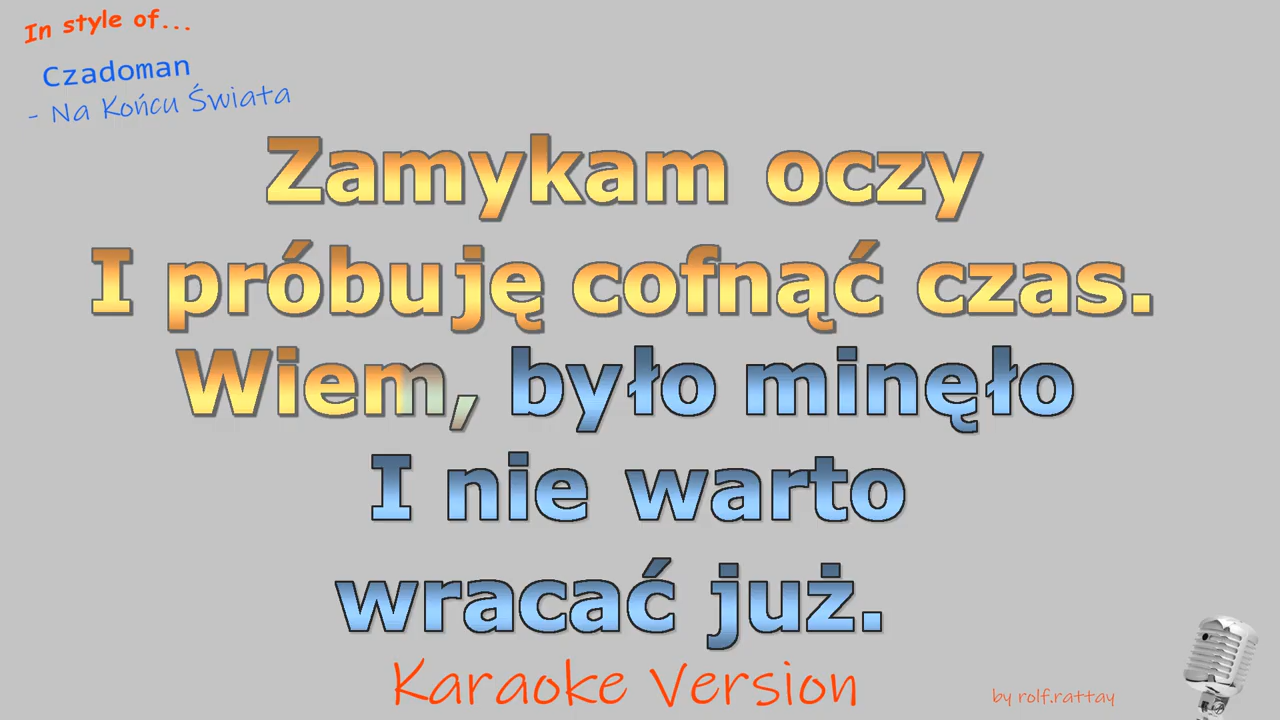 In style of...
Czadoman
- Na Końcu Świata
Zamykam oczy
I próbuję cofnąć czas.
Wiem, było minęło
I nie warto
wracać już.
Karaoke Version
by rolf.rattay